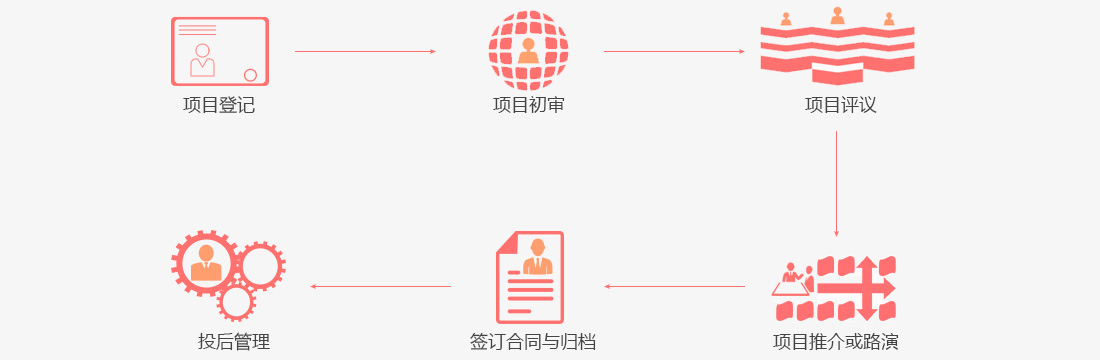 项目登记
项目初审
项目评议
项目推介或路演
签订合同与归档
投后管理